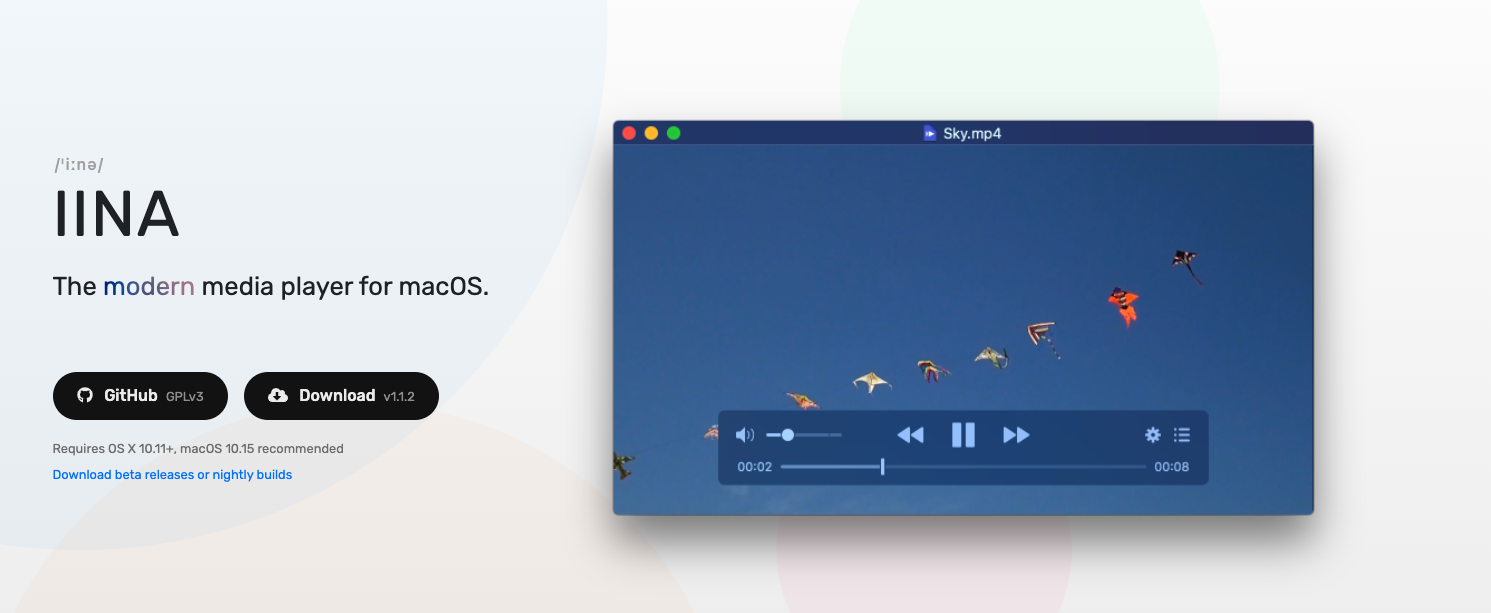 /ˈiːnə/
IINA
The modern media player for macOS.
GitHub GPLv3
Download v1.1.2
Requires OS X 10.11+, macOS 10.15 recommended
Download beta releases or nightly builds
Sky.mp4
00:02
00:08